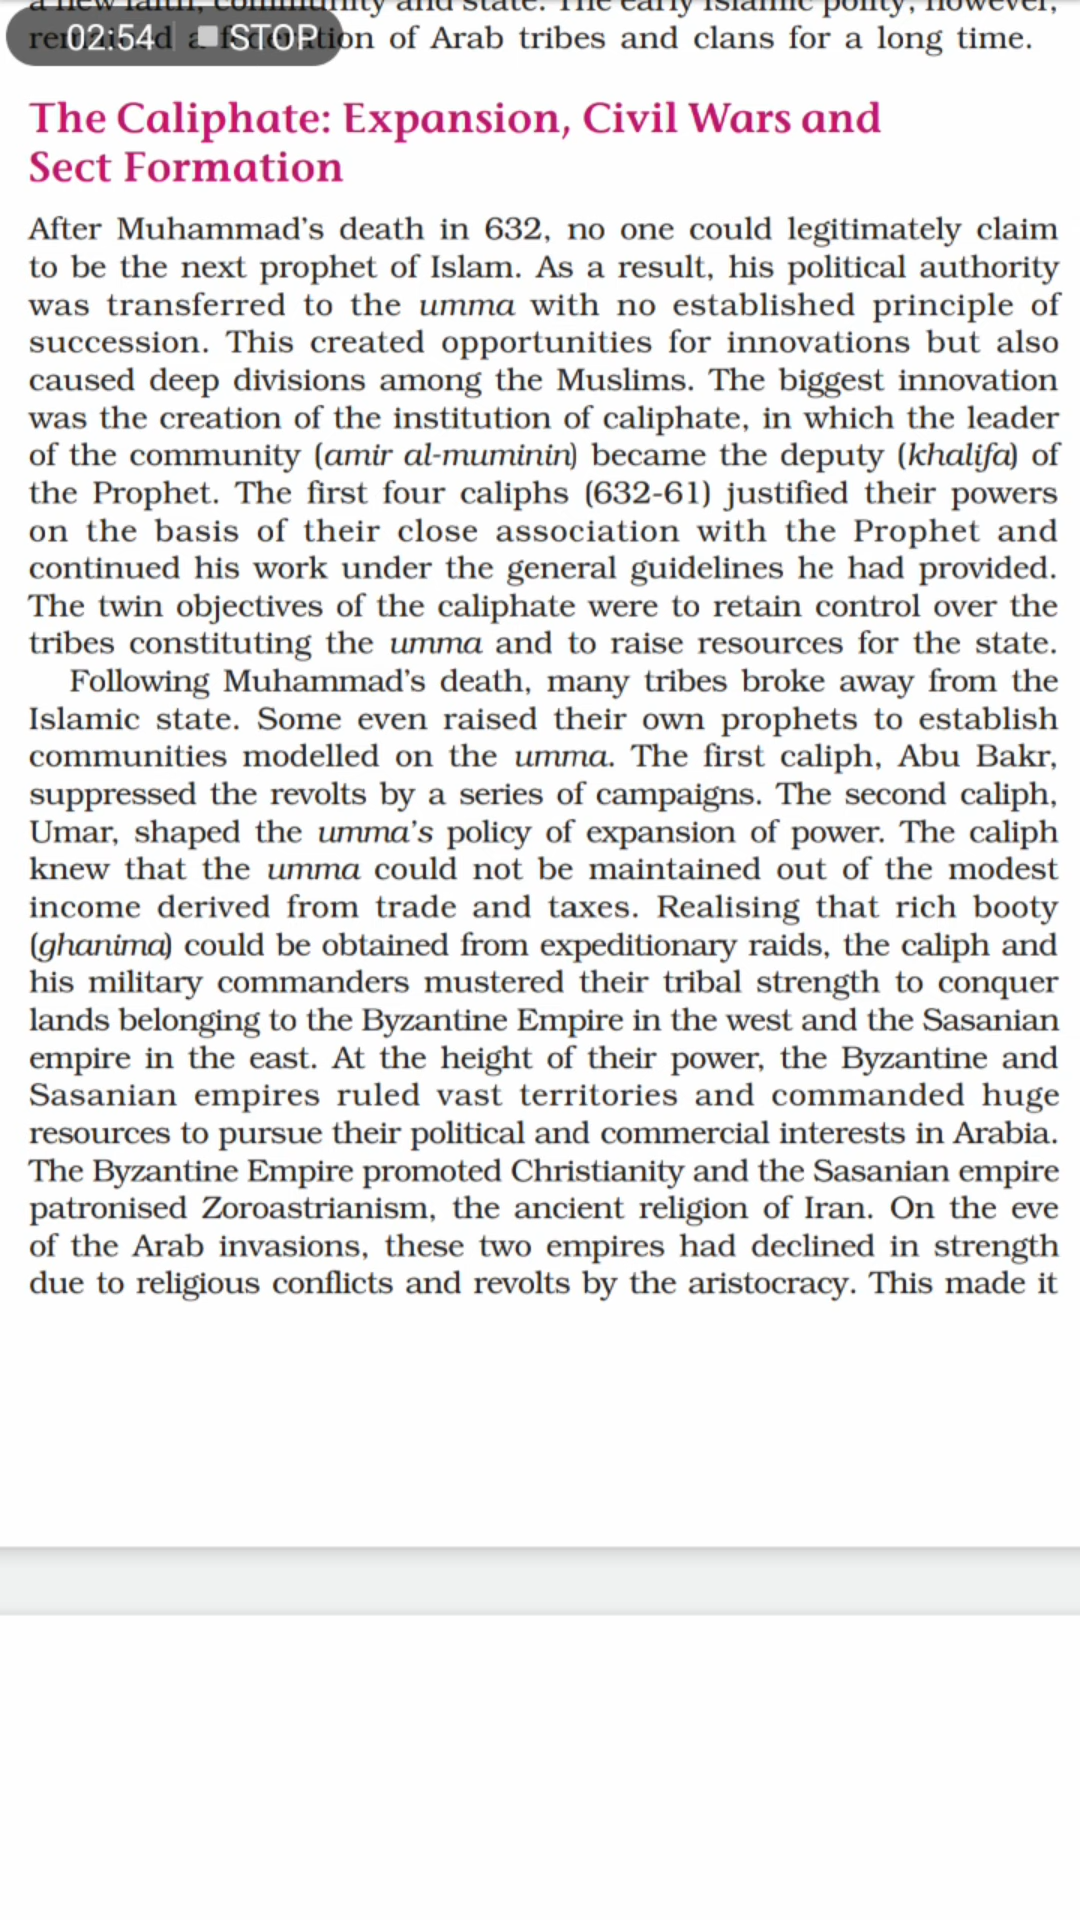 a new faith, community and state. The early Islamic polity, however,
02:54 STOP
of Arab tribes and clans for a long time.
The Caliphate: Expansion, Civil Wars and
Sect Formation
After Muhammad’s death in 632, no one could legitimately claim
to be the next prophet of Islam. As a result, his political authority
was transferred to the umma with no established principle of
succession. This created opportunities for innovations but also
caused deep divisions among the Muslims. The biggest innovation
was the creation of the institution of caliphate, in which the leader
of the community (amir al-muminin) became the deputy (khalifa) of
the Prophet. The first four caliphs (632-61) justified their powers
on the basis of their close association with the Prophet and
continued his work under the general guidelines he had provided.
The twin objectives of the caliphate were to retain control over the
tribes constituting the umma and to raise resources for the state.
Following Muhammad’s death, many tribes broke away from the
Islamic state. Some even raised their own prophets to establish
communities modelled on the umma. The first caliph, Abu Bakr,
suppressed the revolts by a series of campaigns. The second caliph,
Umar, shaped the umma’s policy of expansion of power. The caliph
knew that the umma could not be maintained out of the modest
income derived from trade and taxes. Realising that rich booty
(ghanima) could be obtained from expeditionary raids, the caliph and
his military commanders mustered their tribal strength to conquer
lands belonging to the Byzantine Empire in the west and the Sasanian
empire in the east. At the height of their power, the Byzantine and
Sasanian empires ruled vast territories and commanded huge
resources to pursue their political and commercial interests in Arabia.
The Byzantine Empire promoted Christianity and the Sasanian empire
patronised Zoroastrianism, the ancient religion of Iran. On the eve
of the Arab invasions, these two empires had declined in strength
due to religious conflicts and revolts by the aristocracy. This made it